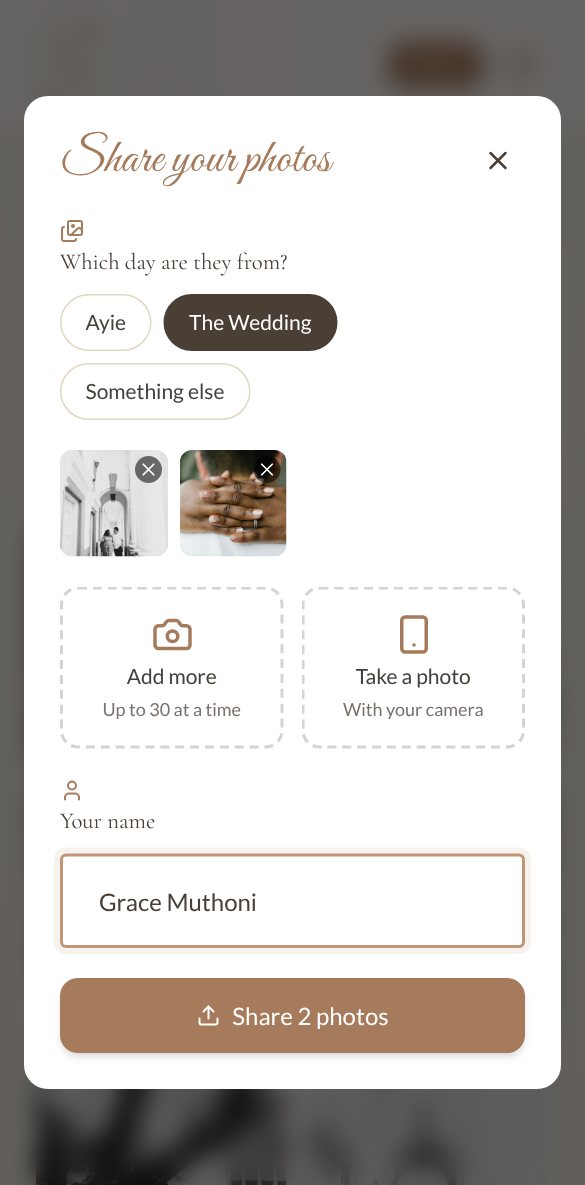 Share your photos
Which day are they from?
Ayie
The Wedding
Something else
Add more
Up to 30 at a time
Take a photo
With your camera
Your name
Grace Muthoni
Share 2 photos